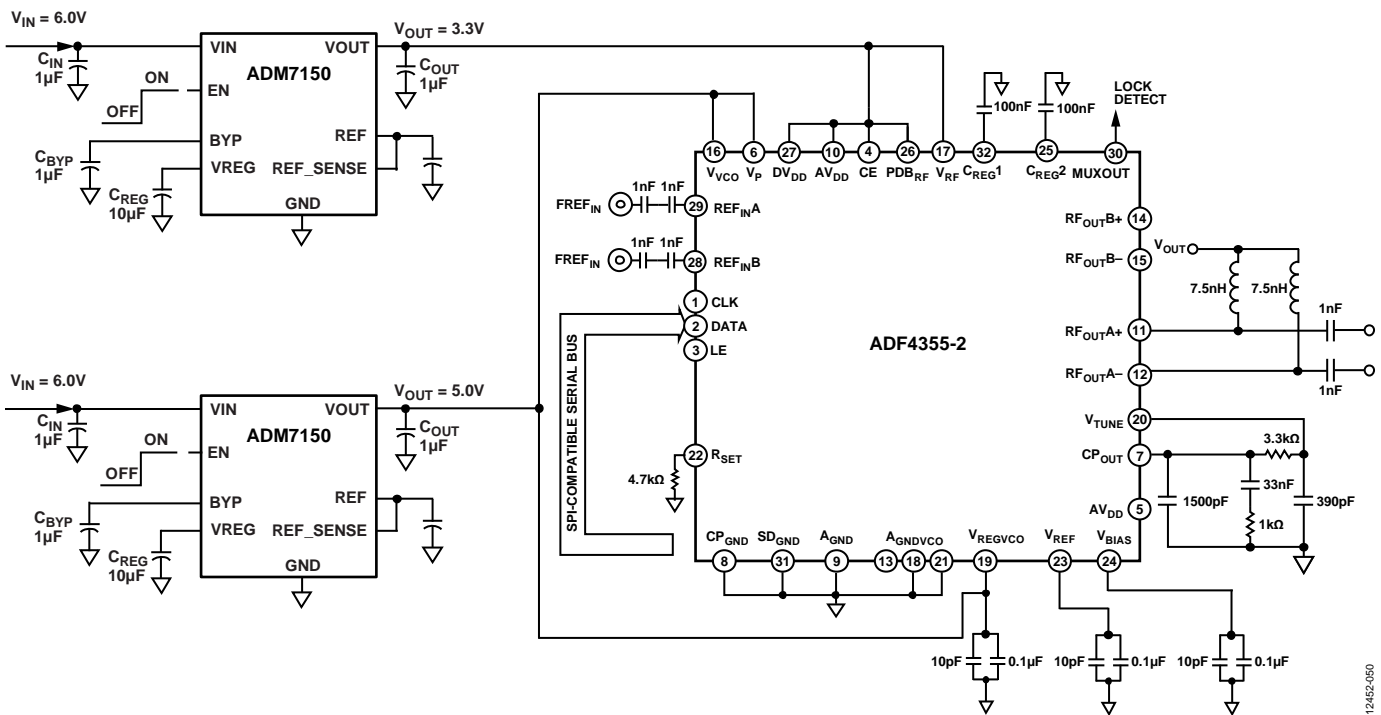 VIN = 6.0V
CIN
1µF
VIN
VOUT
ADM7150
ON
OFF
EN
BYP
REF
CBYP
1µF
VREG
REF_SENSE
CREG
10µF
GND
VOUT = 3.3V
COUT
1µF
VIN = 6.0V
CIN
1µF
VIN
VOUT
ADM7150
ON
OFF
EN
BYP
REF
CBYP
1µF
VREG
REF_SENSE
CREG
10µF
GND
VOUT = 5.0V
COUT
1µF
100nF
100nF
LOCK
DETECT
16 6 27 10 4 26 17 32 25 30
VVCO VP DVDD AVDD CE PDBRF VRF CREG1 CREG2 MUXOUT
FREFIN 1nF 1nF 29 REFINA
FREFIN 1nF 1nF 28 REFINB
1 CLK
2 DATA
3 LE
SPI-COMPATIBLE SERIAL BUS
22 RSET
4.7kΩ
ADF4355-2
RFOUTB+ 14
RFOUTB– 15
VOUT
7.5nH 7.5nH
RFOUTA+ 11
1nF
RFOUTA– 12
1nF
VTUNE 20
3.3kΩ
CPOUT 7
1500pF
33nF
1kΩ
390pF
AVDD 5
CPGND SDGND AGND AGNDVCO VREGVCO VREF VBIAS
8 31 9 13 18 21 19 23 24
10pF 0.1µF 10pF 0.1µF 10pF 0.1µF
12452-050